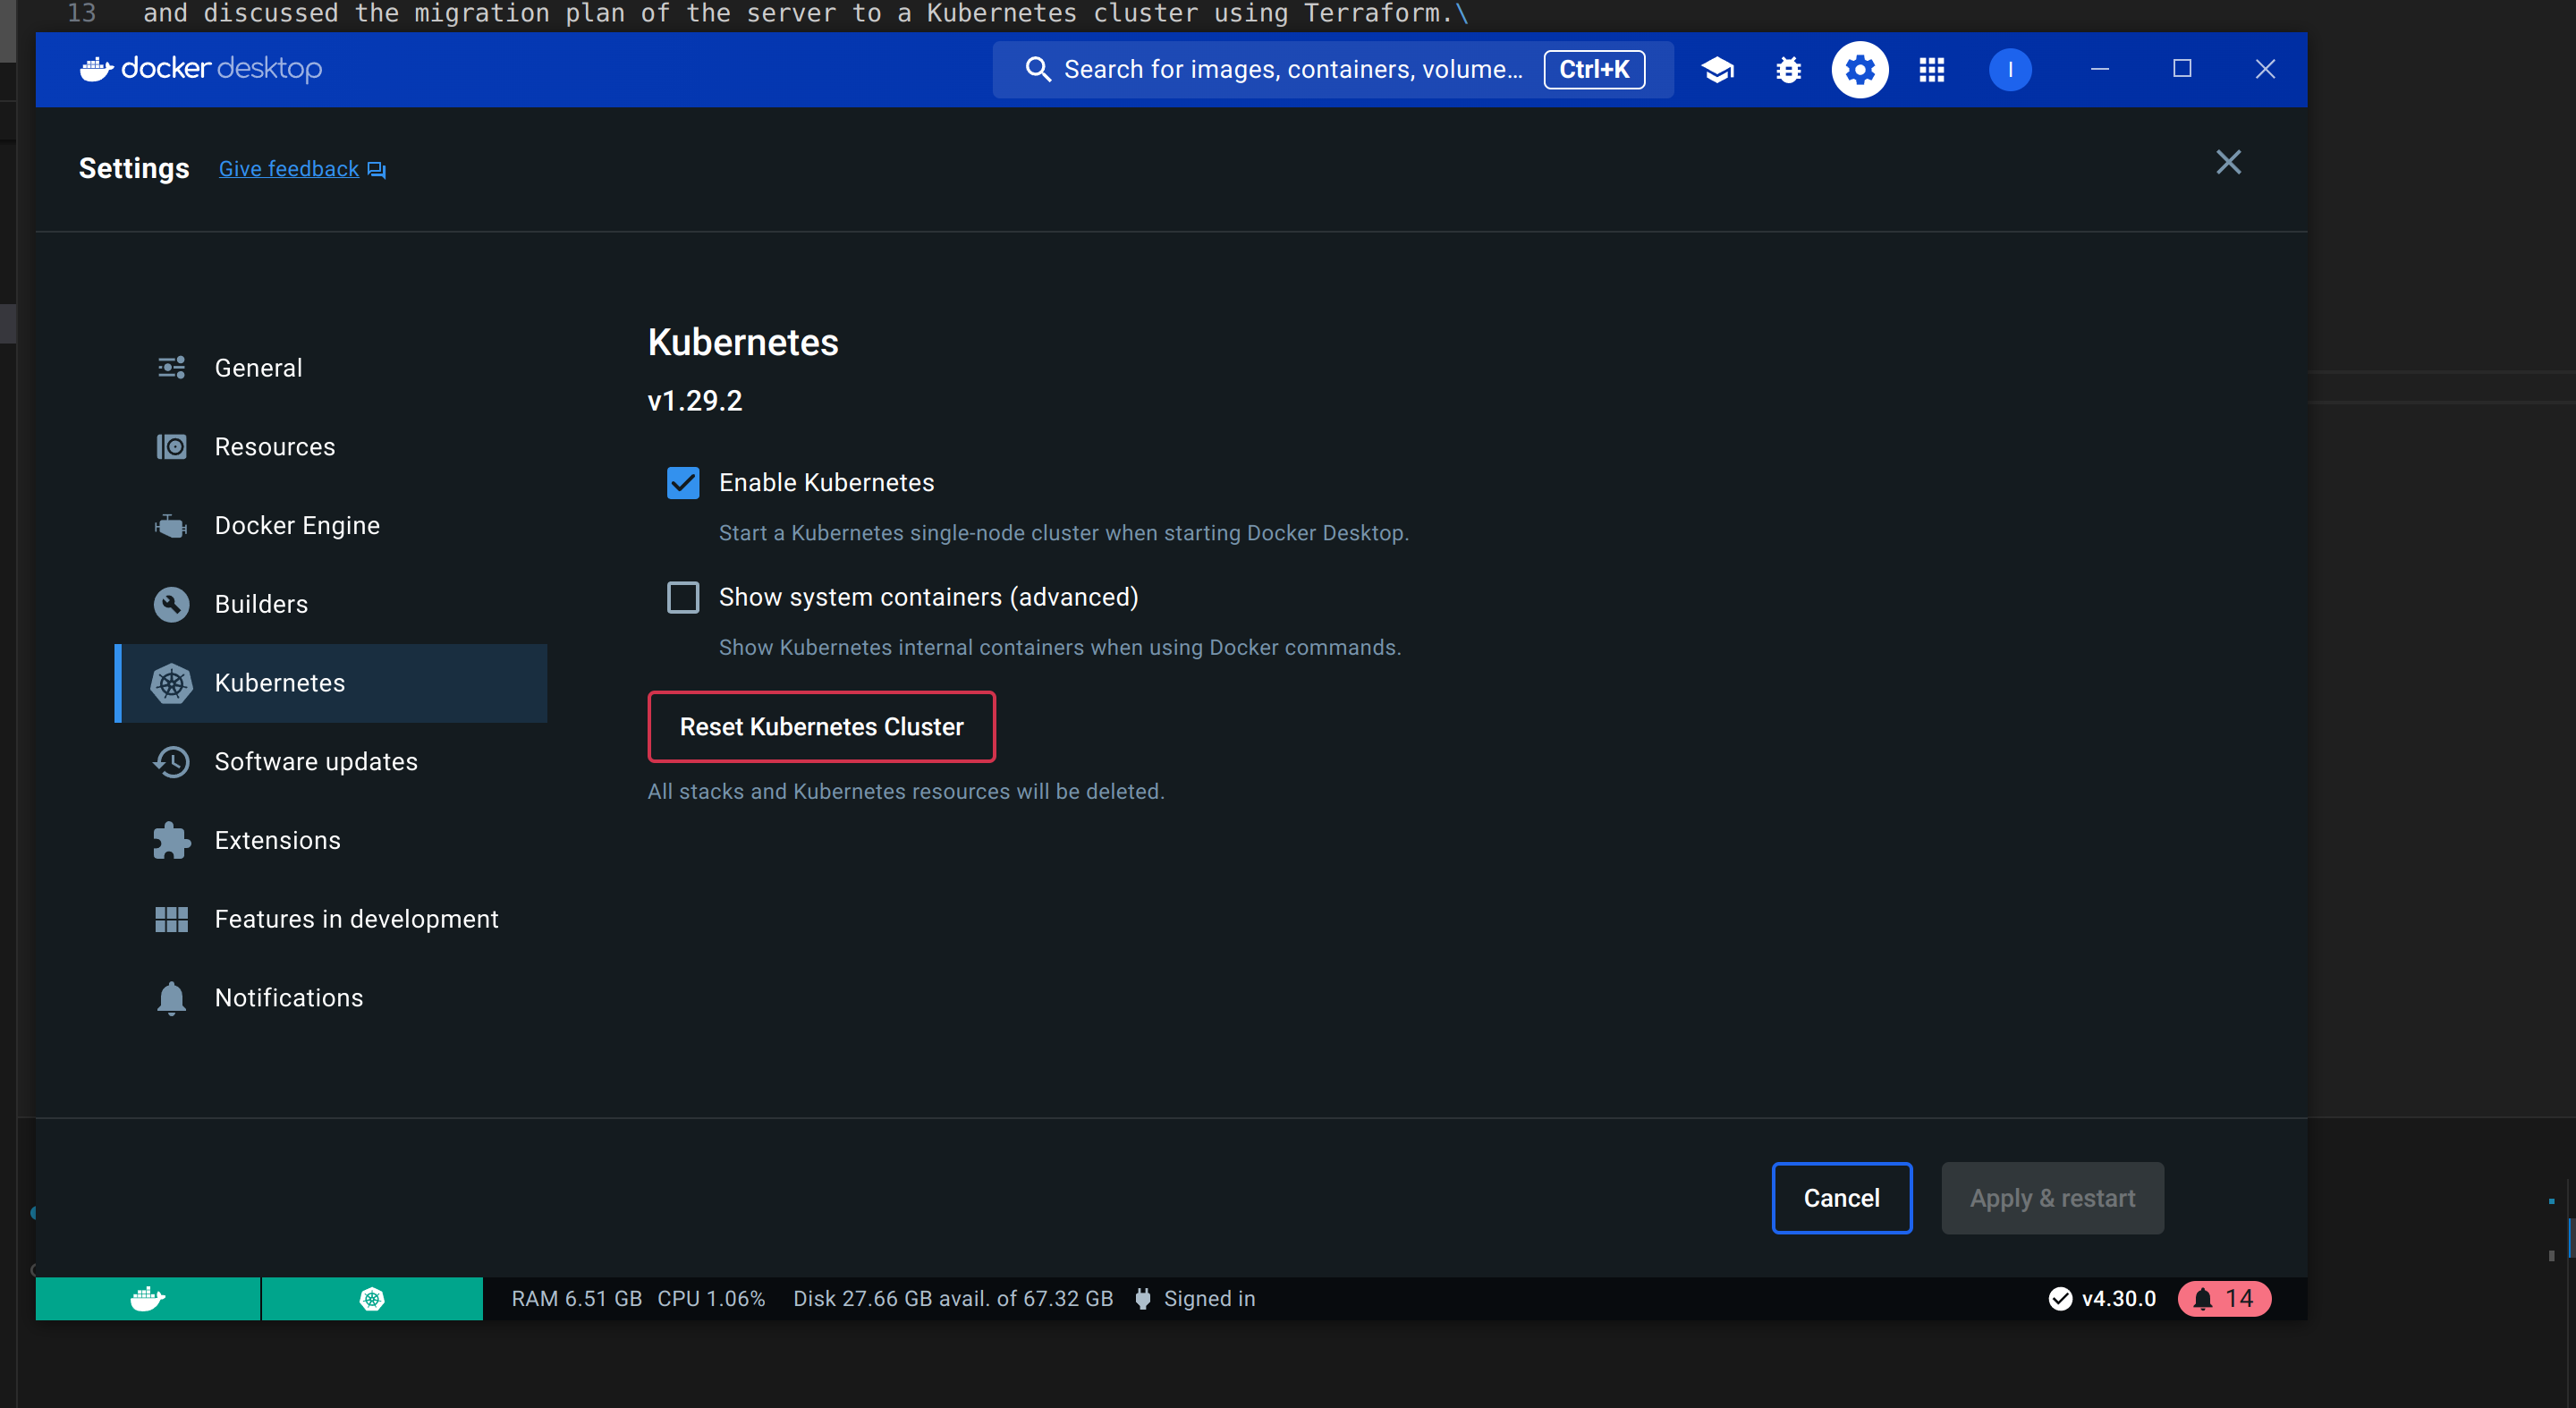 13 and discussed the migration plan of the server to a Kubernetes cluster using Terraform.\
docker desktop
Search for images, containers, volume... Ctrl+K
I
Settings Give feedback
Kubernetes
v1.29.2
General
Resources
Docker Engine
Builders
Kubernetes
Software updates
Extensions
Features in development
Notifications
Enable Kubernetes
Start a Kubernetes single-node cluster when starting Docker Desktop.
Show system containers (advanced)
Show Kubernetes internal containers when using Docker commands.
Reset Kubernetes Cluster
All stacks and Kubernetes resources will be deleted.
Cancel Apply & restart
RAM 6.51 GB CPU 1.06% Disk 27.66 GB avail. of 67.32 GB Signed in v4.30.0 14